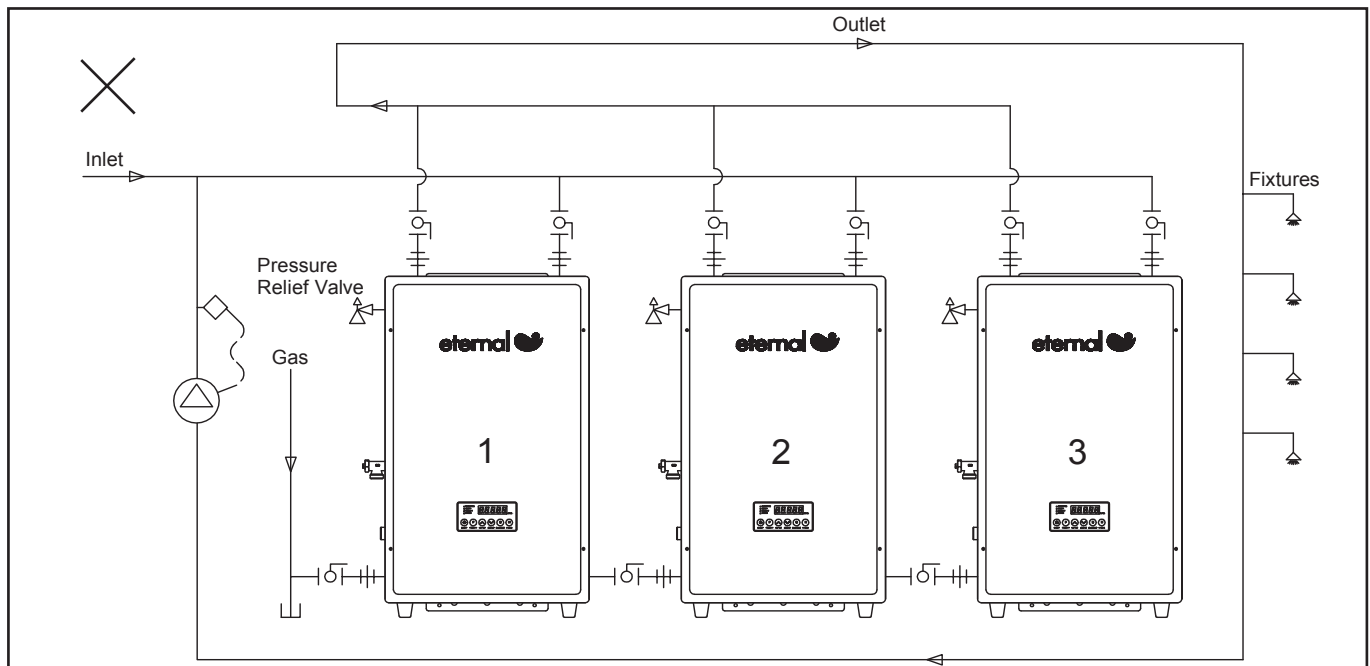 Outlet
Inlet
Fixtures
Pressure
Relief Valve
Gas
eternal
eternal
eternal
1
2
3